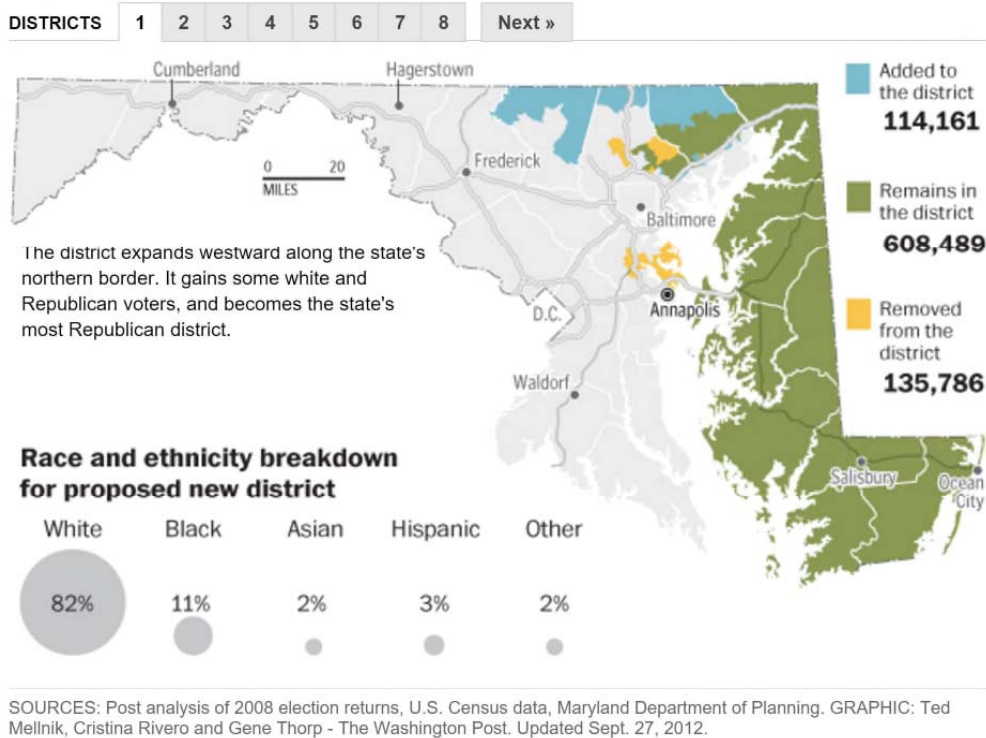 DISTRICTS 1 2 3 4 5 6 7 8 Next »
Cumberland
Hagerstown
Frederick
0 20
MILES
Baltimore
D.C.
Annapolis
Waldorf
Salisbury
Ocean
City
Added to
the district
114,161
Remains in
the district
608,489
Removed
from the
district
135,786
The district expands westward along the state's
northern border. It gains some white and
Republican voters, and becomes the state's
most Republican district.
Race and ethnicity breakdown
for proposed new district
White Black Asian Hispanic Other
82% 11% 2% 3% 2%
SOURCES: Post analysis of 2008 election returns, U.S. Census data, Maryland Department of Planning. GRAPHIC: Ted
Mellnik, Cristina Rivero and Gene Thorp - The Washington Post. Updated Sept. 27, 2012.